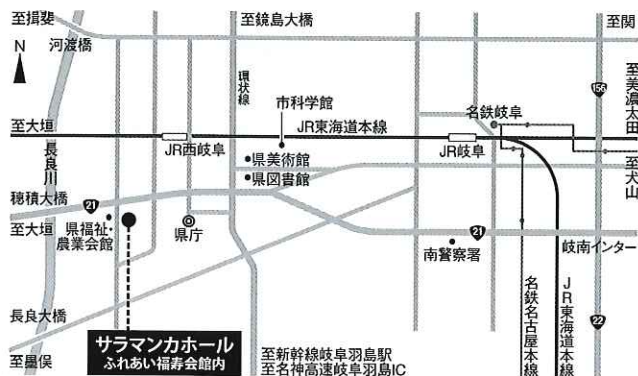 至揖斐
至鏡島大橋
至関
河渡橋
N
環状線
市科学館
名鉄岐阜
156
至美濃太田
至大垣
JR東海道本線
JR西岐阜
JR岐阜
長良川
県美術館
県図書館
至犬山
穂積大橋
21
至大垣
県福祉・
農業会館
県庁
21
南警察署
岐南インター
長良大橋
サラマンカホール
ふれあい福寿会館内
名鉄名古屋本線
JR東海道本線
22
至墨俣
至新幹線岐阜羽島駅
至名神高速岐阜羽島IC